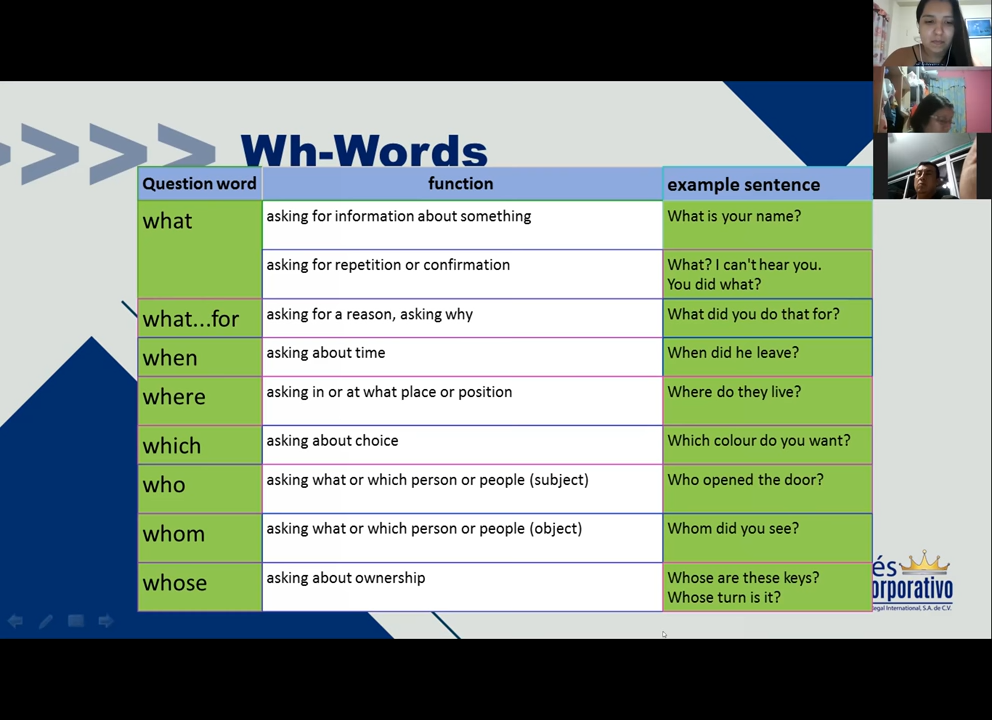 Wh-Words
Question word function example sentence
what asking for information about something What is your name?
asking for repetition or confirmation What? I can't hear you.
You did what?
what...for asking for a reason, asking why What did you do that for?
when asking about time When did he leave?
where asking in or at what place or position Where do they live?
which asking about choice Which colour do you want?
who asking what or which person or people (subject) Who opened the door?
whom asking what or which person or people (object) Whom did you see?
whose asking about ownership Whose are these keys?
Whose turn is it?
és
orporativo
legal International, S.A. de C.V.